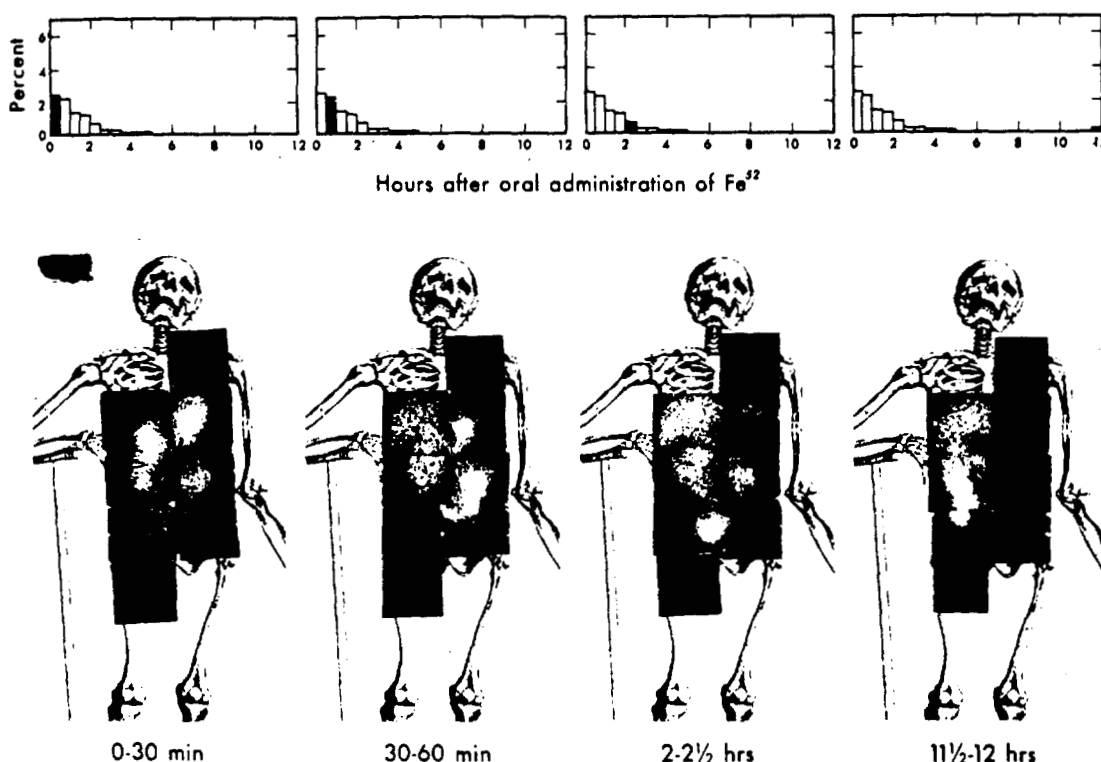 Percent
6
4
2
0
0 2 4 6 8 10 12
0 2 4 6 8 10 12
0 2 4 6 8 10 12
0 2 4 6 8 10 12
Hours after oral administration of Fe⁵²
0-30 min
30-60 min
2-2½ hrs
11½-12 hrs